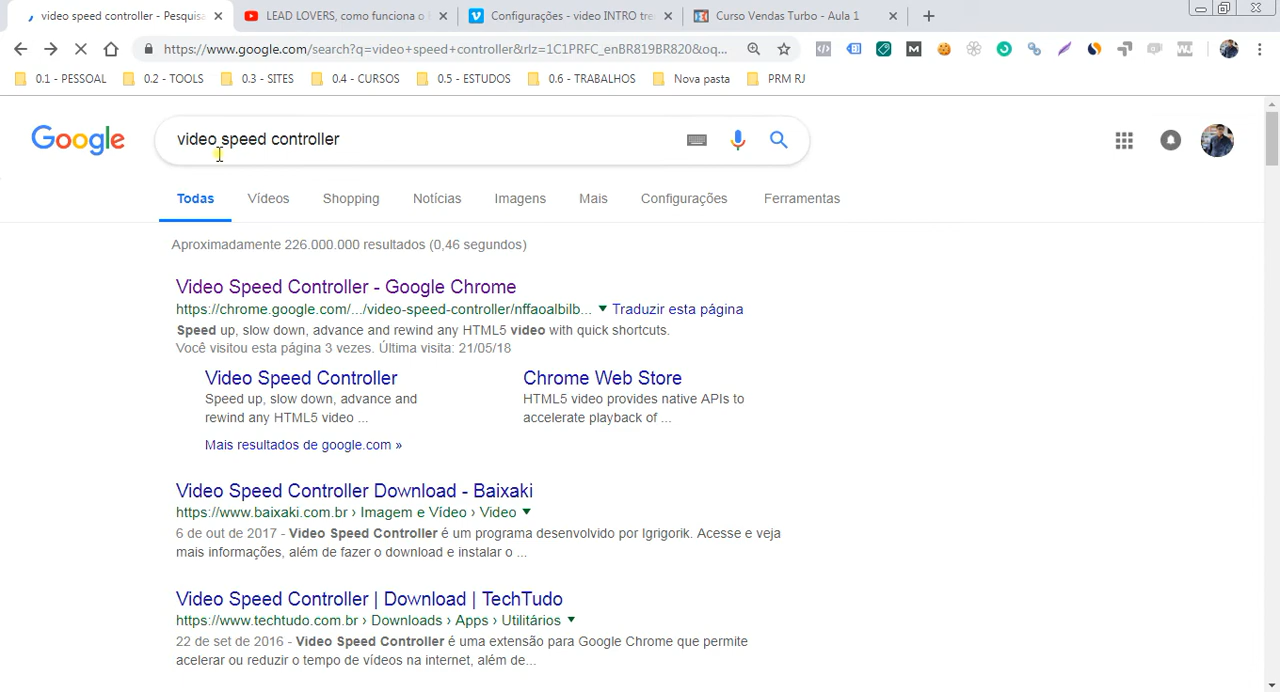 video speed controller - Pesquisa
LEAD LOVERS, como funciona o
Configurações - video INTRO tre
Curso Vendas Turbo - Aula 1
https://www.google.com/search?q=video+speed+controller&rlz=1C1PRFC_enBR819BR820&oq...
0.1 - PESSOAL
0.2 - TOOLS
0.3 - SITES
0.4 - CURSOS
0.5 - ESTUDOS
0.6 - TRABALHOS
Nova pasta
PRM RJ
Google
video speed controller
Todas
Vídeos
Shopping
Notícias
Imagens
Mais
Configurações
Ferramentas
Aproximadamente 226.000.000 resultados (0,46 segundos)
Video Speed Controller - Google Chrome
https://chrome.google.com/.../video-speed-controller/nffaoalbilb... ▼ Traduzir esta página
Speed up, slow down, advance and rewind any HTML5 video with quick shortcuts.
Você visitou esta página 3 vezes. Última visita: 21/05/18
Video Speed Controller
Speed up, slow down, advance and
rewind any HTML5 video ...
Chrome Web Store
HTML5 video provides native APIs to
accelerate playback of ...
Mais resultados de google.com »
Video Speed Controller Download - Baixaki
https://www.baixaki.com.br › Imagem e Vídeo › Video ▼
6 de out de 2017 - Video Speed Controller é um programa desenvolvido por Igrigorik. Acesse e veja
mais informações, além de fazer o download e instalar o ...
Video Speed Controller | Download | TechTudo
https://www.techtudo.com.br › Downloads › Apps › Utilitários ▼
22 de set de 2016 - Video Speed Controller é uma extensão para Google Chrome que permite
acelerar ou reduzir o tempo de vídeos na internet, além de...